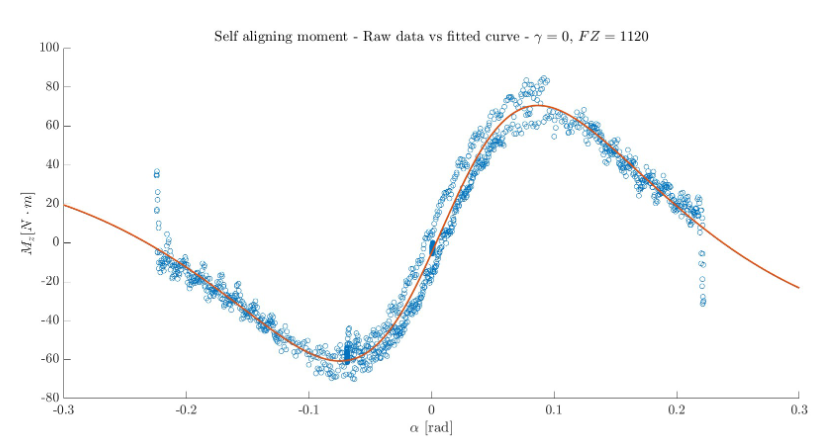 Self aligning moment - Raw data vs fitted curve - γ = 0, FZ = 1120
100
80
60
40
20
0
-20
-40
-60
-80
M_z[N · m]
-0.3 -0.2 -0.1 0 0.1 0.2 0.3
α [rad]